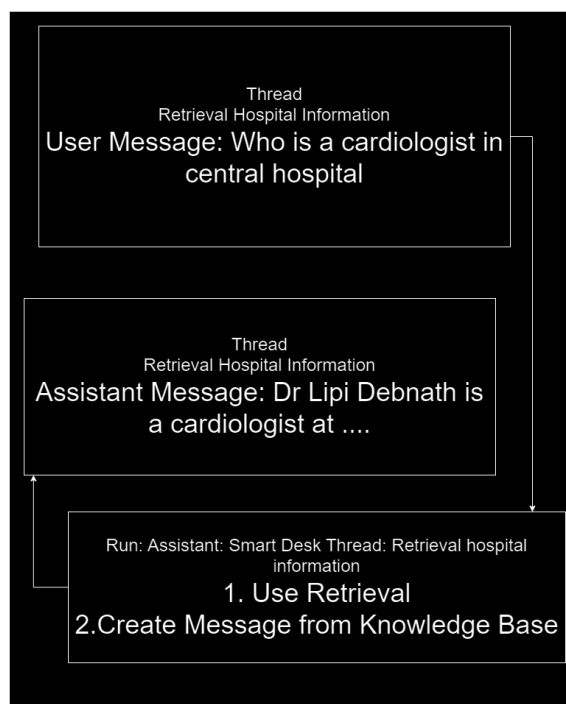 Thread
Retrieval Hospital Information
User Message: Who is a cardiologist in
central hospital
Thread
Retrieval Hospital Information
Assistant Message: Dr Lipi Debnath is
a cardiologist at ....
Run: Assistant: Smart Desk Thread: Retrieval hospital
information
1. Use Retrieval
2.Create Message from Knowledge Base